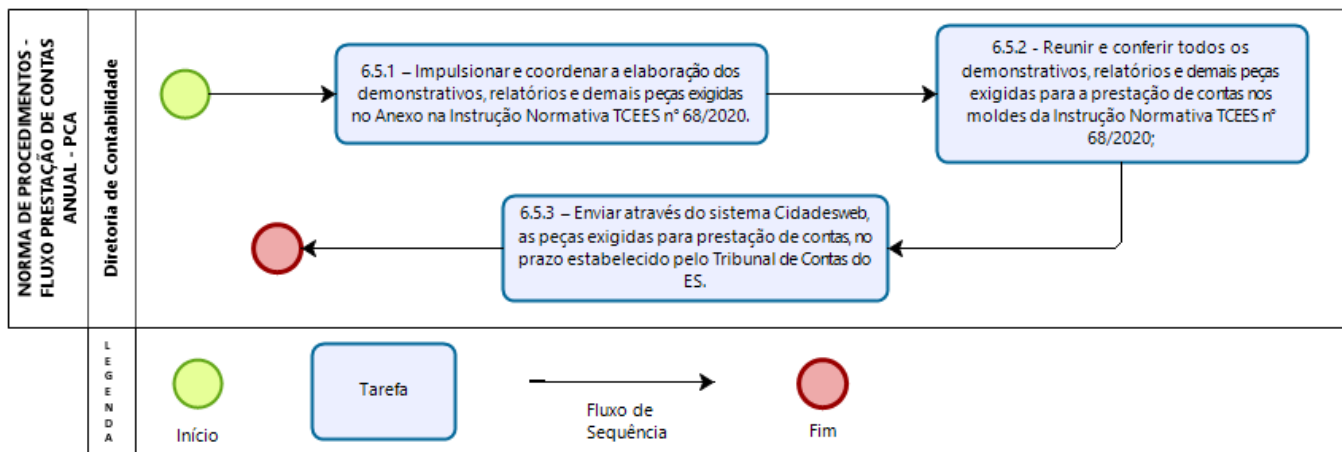 NORMA DE PROCEDIMENTOS -
FLUXO PRESTAÇÃO DE CONTAS
ANUAL - PCA
Diretoria de Contabilidade
6.5.1 – Impulsionar e coordenar a elaboração dos
demonstrativos, relatórios e demais peças exigidas
no Anexo na Instrução Normativa TCEES n° 68/2020.
6.5.2 - Reunir e conferir todos os
demonstrativos, relatórios e demais peças
exigidas para a prestação de contas nos
moldes da Instrução Normativa TCEES n°
68/2020;
6.5.3 – Enviar através do sistema Cidadesweb,
as peças exigidas para prestação de contas, no
prazo estabelecido pelo Tribunal de Contas do
ES.
LEGENDA
Início
Tarefa
Fluxo de
Sequência
Fim